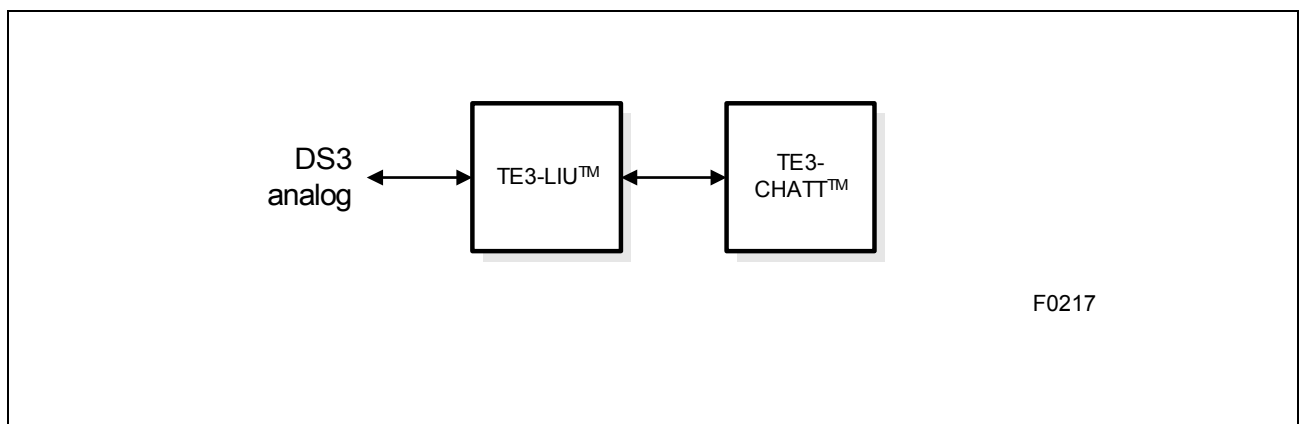 DS3
analog
TE3-LIU™
TE3-
CHATT™
F0217